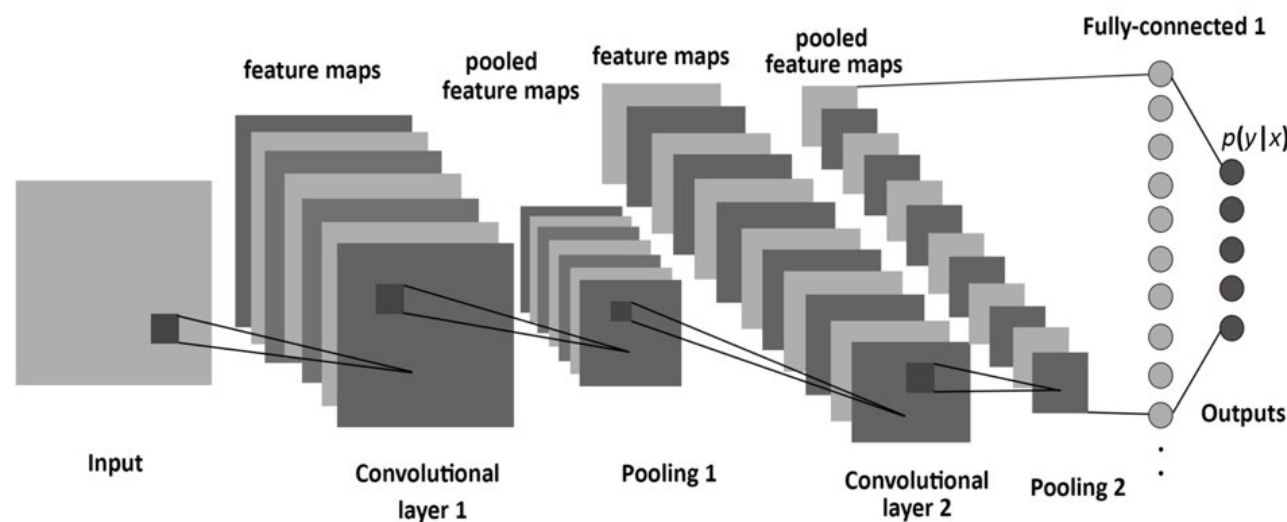 Fully-connected 1
feature maps
pooled
feature maps
feature maps
pooled
feature maps
p(y|x)
Input
Convolutional
layer 1
Pooling 1
Convolutional
layer 2
Pooling 2
Outputs